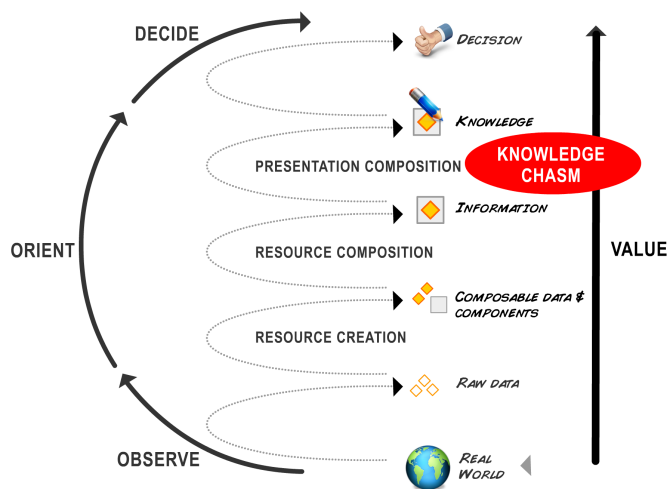 DECIDE
DECISION
KNOWLEDGE
PRESENTATION COMPOSITION
KNOWLEDGE
CHASM
INFORMATION
ORIENT
RESOURCE COMPOSITION
VALUE
COMPOSABLE DATA &
COMPONENTS
RESOURCE CREATION
RAW DATA
OBSERVE
REAL
WORLD